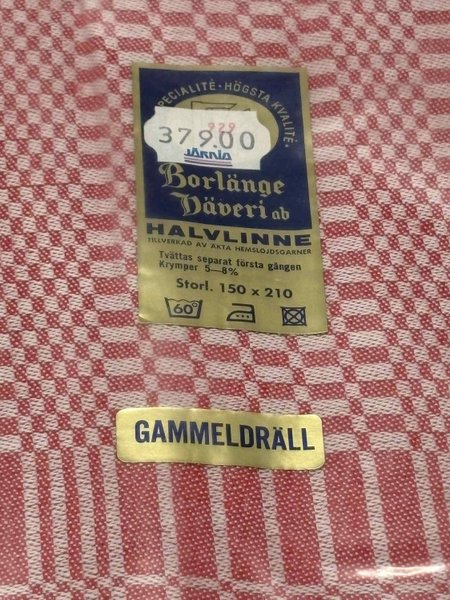 SPECIALITÉ · HÖGSTA KVALITÉ ·
929
379.00
JÄRNIA
Borlänge
Väveri ab
HALVLINNE
TILLVERKAD AV ÄKTA HEMSLÖJDSGARNER
Tvättas separat första gången
Krymper 5—8%
Storl. 150 x 210
60°
GAMMELDRÄLL